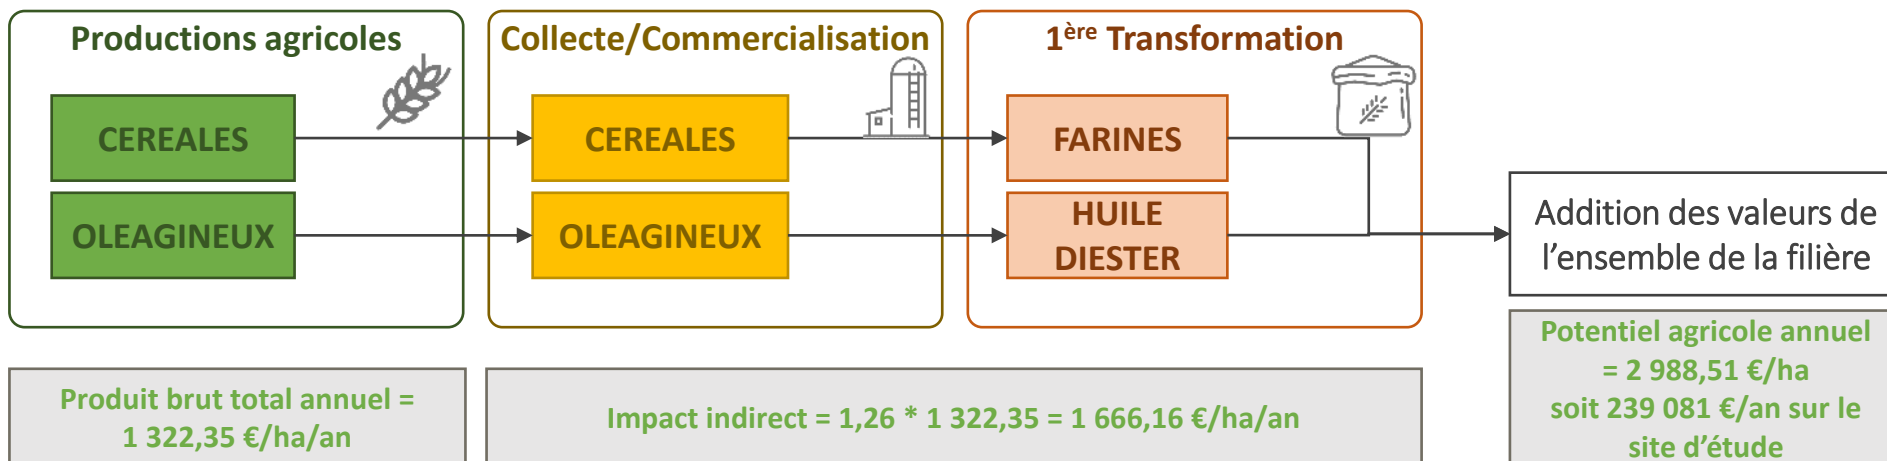 Productions agricoles
CEREALES
OLEAGINEUX
Collecte/Commercialisation
CEREALES
OLEAGINEUX
1ère Transformation
FARINES
HUILE
DIESTER
Addition des valeurs de
l’ensemble de la filière
Produit brut total annuel =
1 322,35 €/ha/an
Impact indirect = 1,26 * 1 322,35 = 1 666,16 €/ha/an
Potentiel agricole annuel
= 2 988,51 €/ha
soit 239 081 €/an sur le
site d’étude